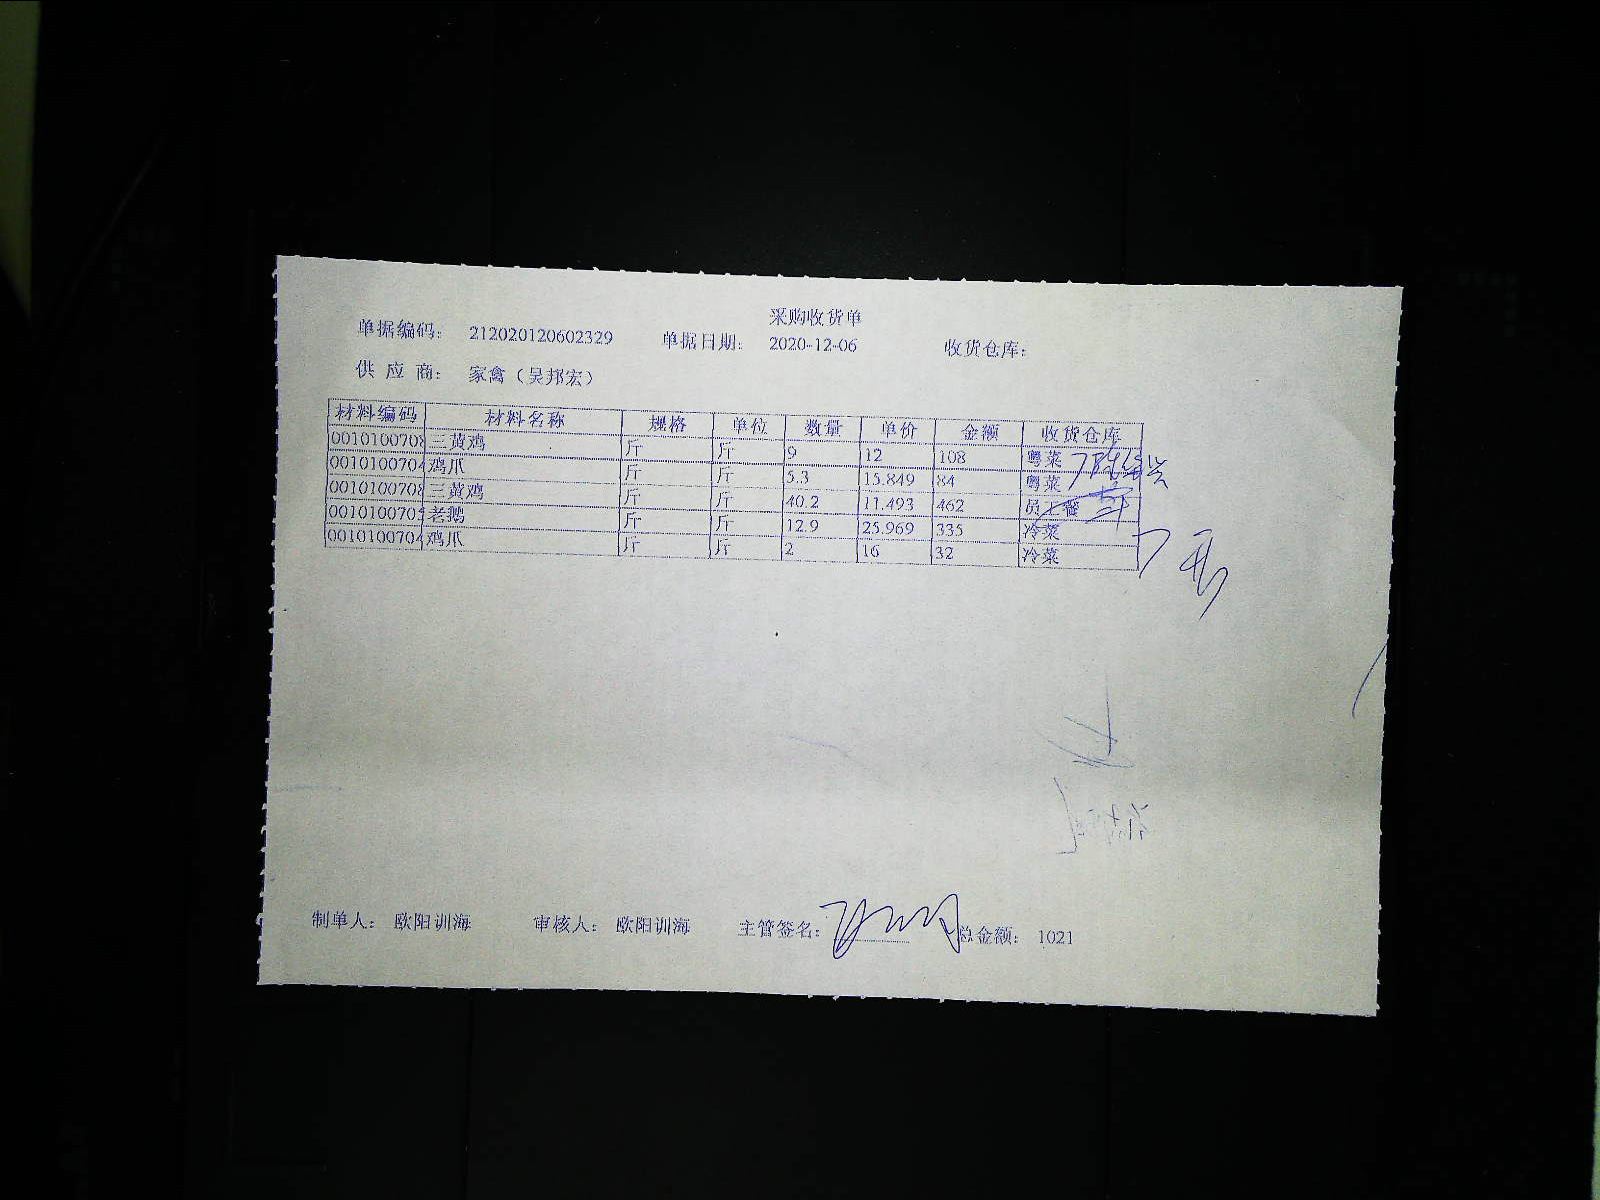 采购收货单
单据编码： 212020120602329 单据日期： 2020-12-06 收货仓库：
供 应 商： 家禽（吴邦宏）
材料编码 材料名称 规格 单位 数量 单价 金额 收货仓库
0010100708 三黄鸡 斤 斤 9 12 108 粤菜
0010100704 鸡爪 斤 斤 5.3 15.849 84 粤菜
0010100708 三黄鸡 斤 斤 40.2 11.493 462 员工餐
001010070 老鹅 斤 斤 12.9 25.969 335 冷菜
0010100704 鸡爪 斤 斤 2 16 32 冷菜
制单人： 欧阳训海 审核人： 欧阳训海 主管签名： 总金额： 1021